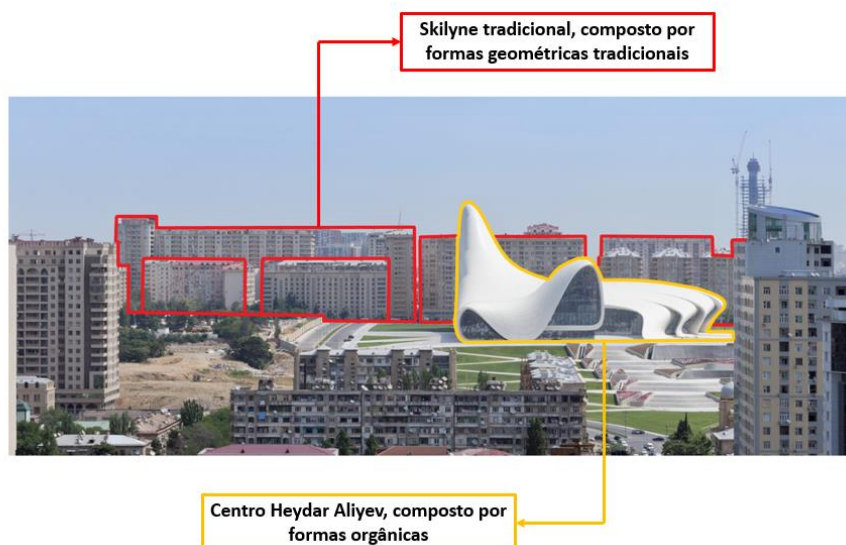 Skilyne tradicional, composto por
formas geométricas tradicionais
Centro Heydar Aliyev, composto por
formas orgânicas